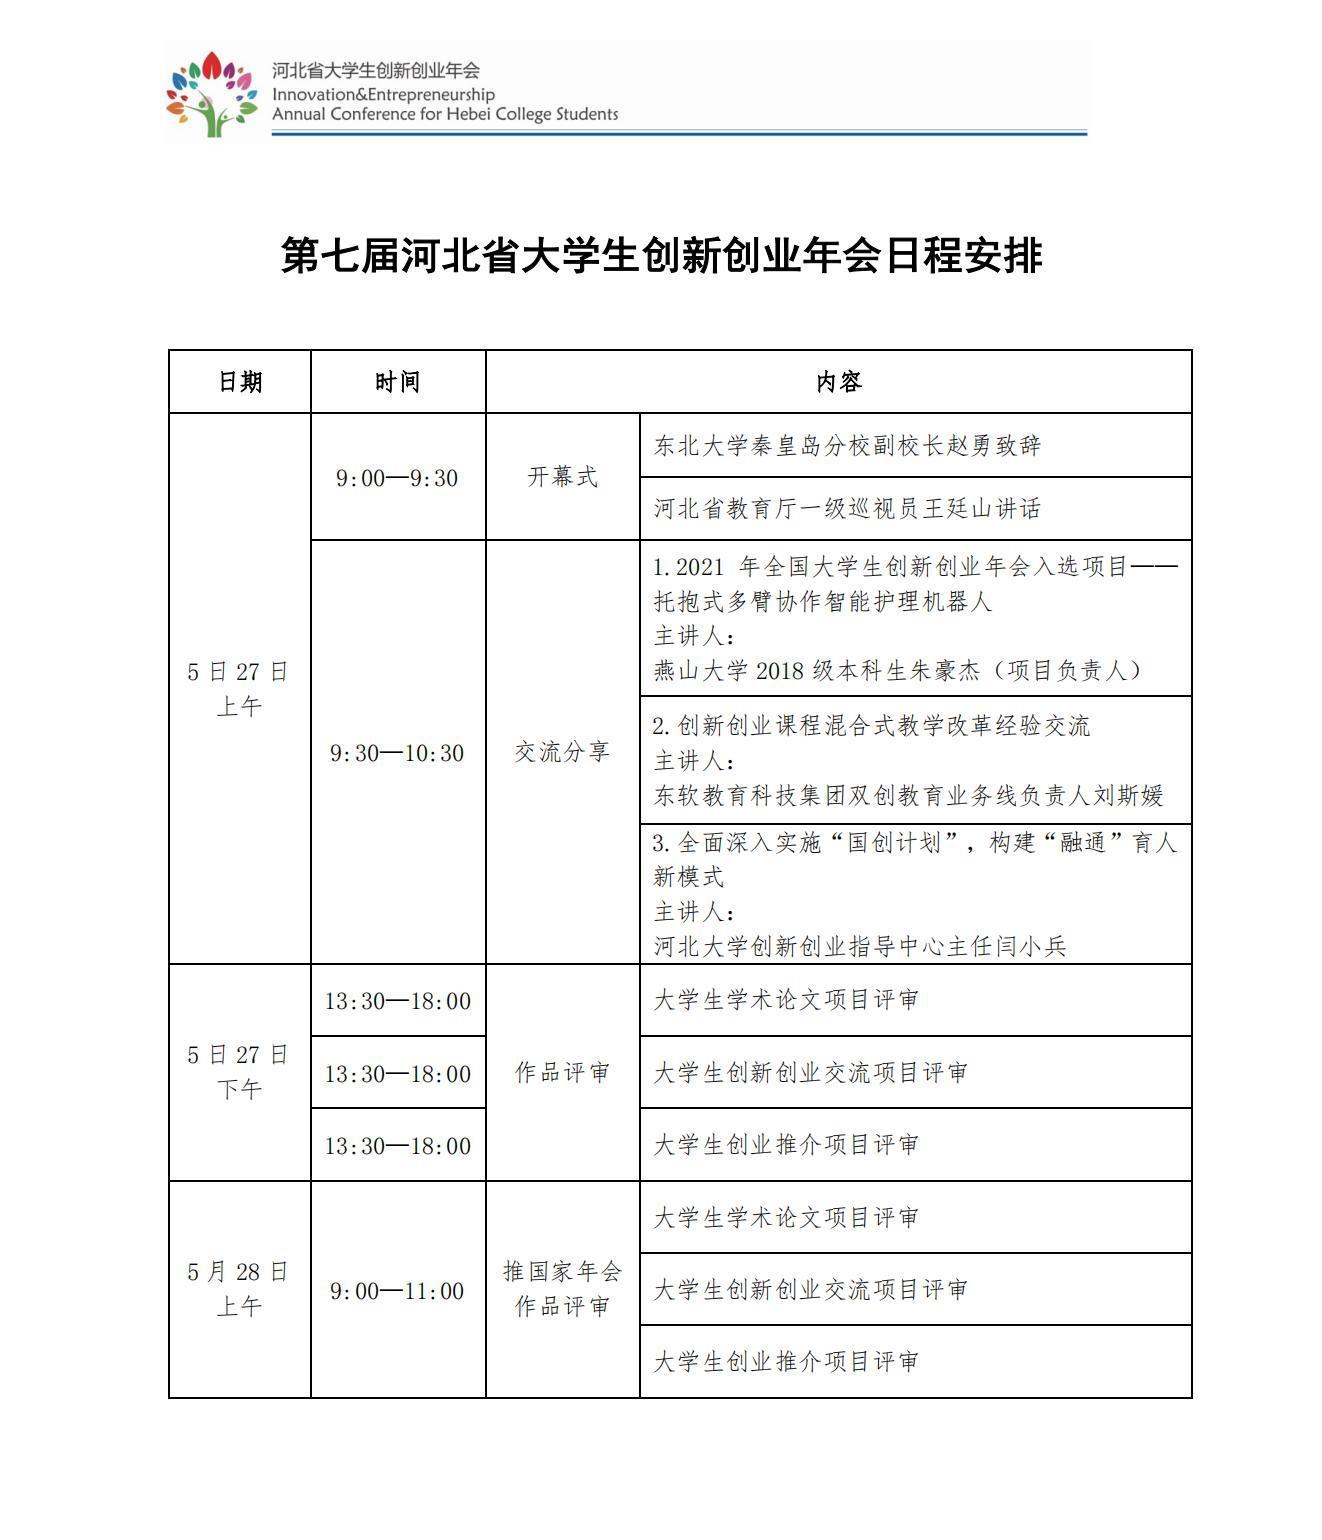 河北省大学生创新创业年会
Innovation&Entrepreneurship
Annual Conference for Hebei College Students
第七届河北省大学生创新创业年会日程安排
日期
时间
内容
5日27日
上午
9:00—9:30
开幕式
东北大学秦皇岛分校副校长赵勇致辞
河北省教育厅一级巡视员王廷山讲话
9:30—10:30
交流分享
1.2021 年全国大学生创新创业年会入选项目——
托抱式多臂协作智能护理机器人
主讲人：
燕山大学2018级本科生朱豪杰（项目负责人）
2.创新创业课程混合式教学改革经验交流
主讲人：
东软教育科技集团双创教育业务线负责人刘斯媛
3.全面深入实施“国创计划”，构建“融通”育人
新模式
主讲人：
河北大学创新创业指导中心主任闫小兵
5日27日
下午
13:30—18:00
作品评审
大学生学术论文项目评审
13:30—18:00
大学生创新创业交流项目评审
13:30—18:00
大学生创业推介项目评审
5月28日
上午
9:00—11:00
推国家年会
作品评审
大学生学术论文项目评审
大学生创新创业交流项目评审
大学生创业推介项目评审